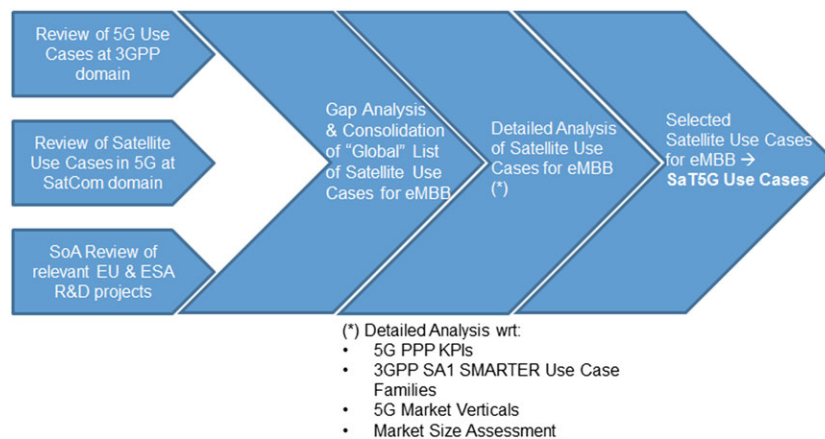 Review of 5G Use
Cases at 3GPP
domain
Review of Satellite
Use Cases in 5G at
SatCom domain
SoA Review of
relevant EU & ESA
R&D projects
Gap Analysis
& Consolidation
of “Global” List
of Satellite Use
Cases for eMBB
Detailed Analysis
of Satellite Use
Cases for eMBB
(*)
Selected
Satellite Use Cases
for eMBB →
SaT5G Use Cases
(*) Detailed Analysis wrt:
• 5G PPP KPIs
• 3GPP SA1 SMARTER Use Case
Families
• 5G Market Verticals
• Market Size Assessment